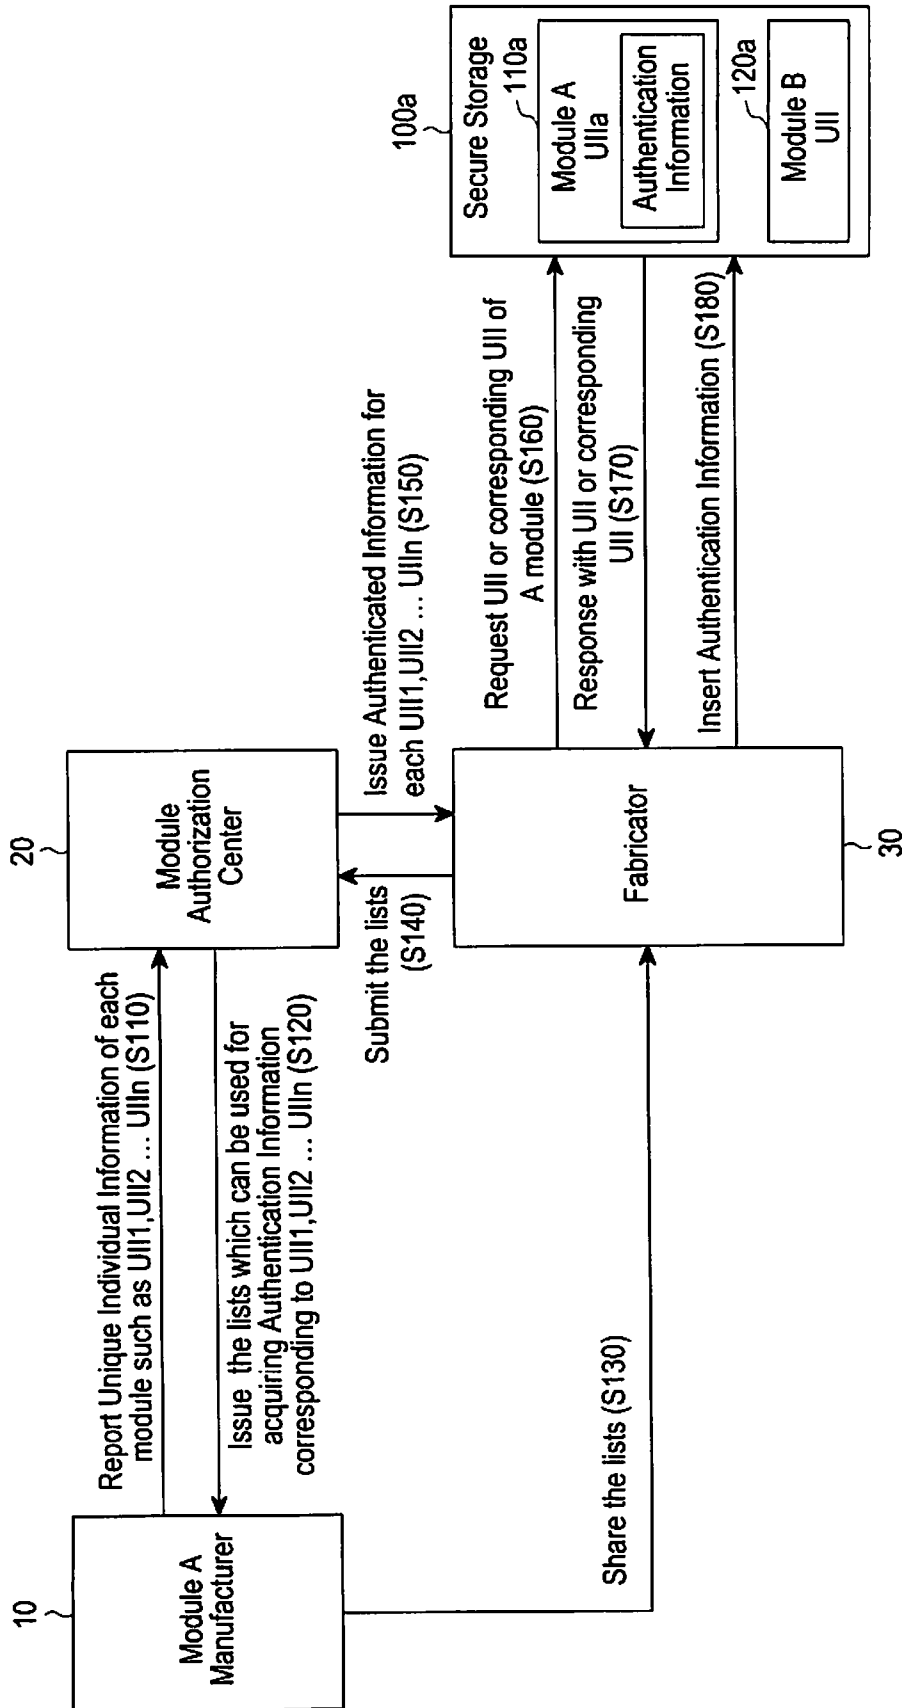 10
Module A
Manufacturer
Report Unique Individual Information of each
module such as UII1,UII2 ... UIIn (S110)
Issue the lists which can be used for
acquiring Authentication Information
corresponding to UII1,UII2 ... UIIn (S120)
20
Module
Authorization
Center
Share the lists (S130)
Submit the lists
(S140)
Issue Authenticated Information for
each UII1,UII2 ... UIIn (S150)
Fabricator
30
Request UII or corresponding UII of
A module (S160)
Response with UII or corresponding
UII (S170)
Insert Authentication Information (S180)
100a
Secure Storage
110a
Module A
UIIa
Authentication
Information
120a
Module B
UII